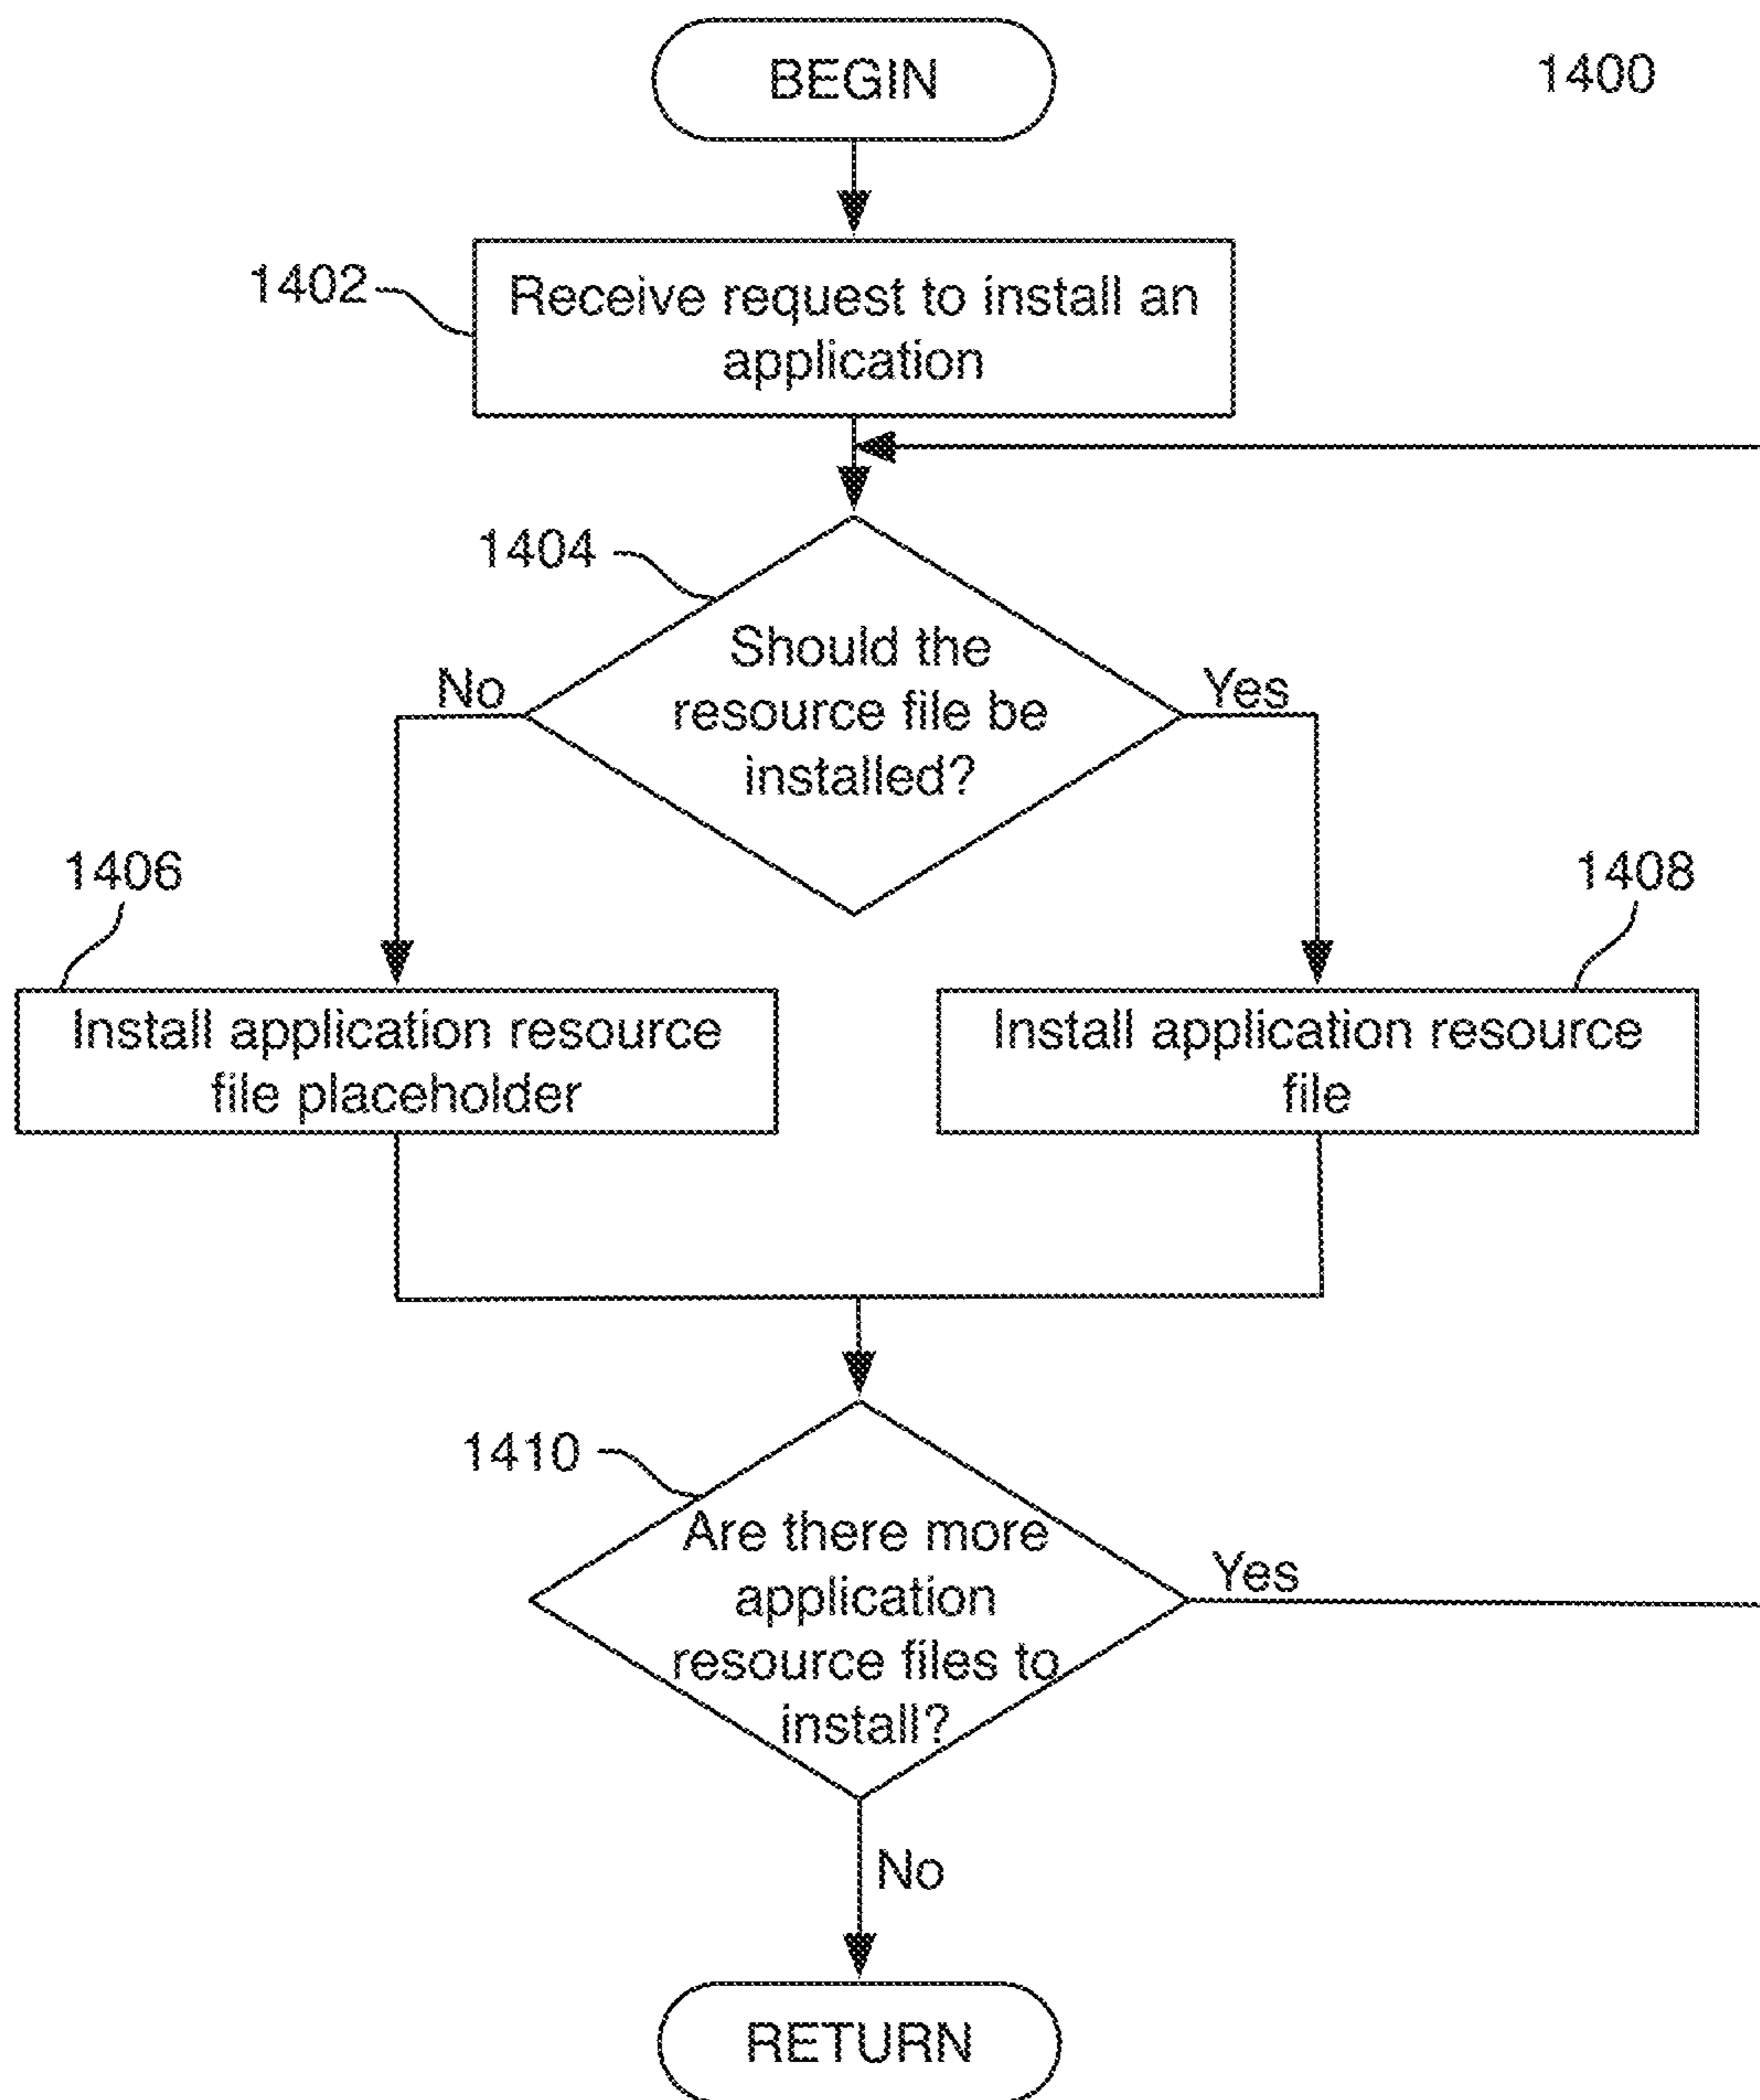 BEGIN
1400
1402
Receive request to install an
application
1404
Should the
resource file be
installed?
No
Yes
1406
1408
Install application resource
file placeholder
Install application resource
file
1410
Are there more
application
resource files to
install?
Yes
No
RETURN